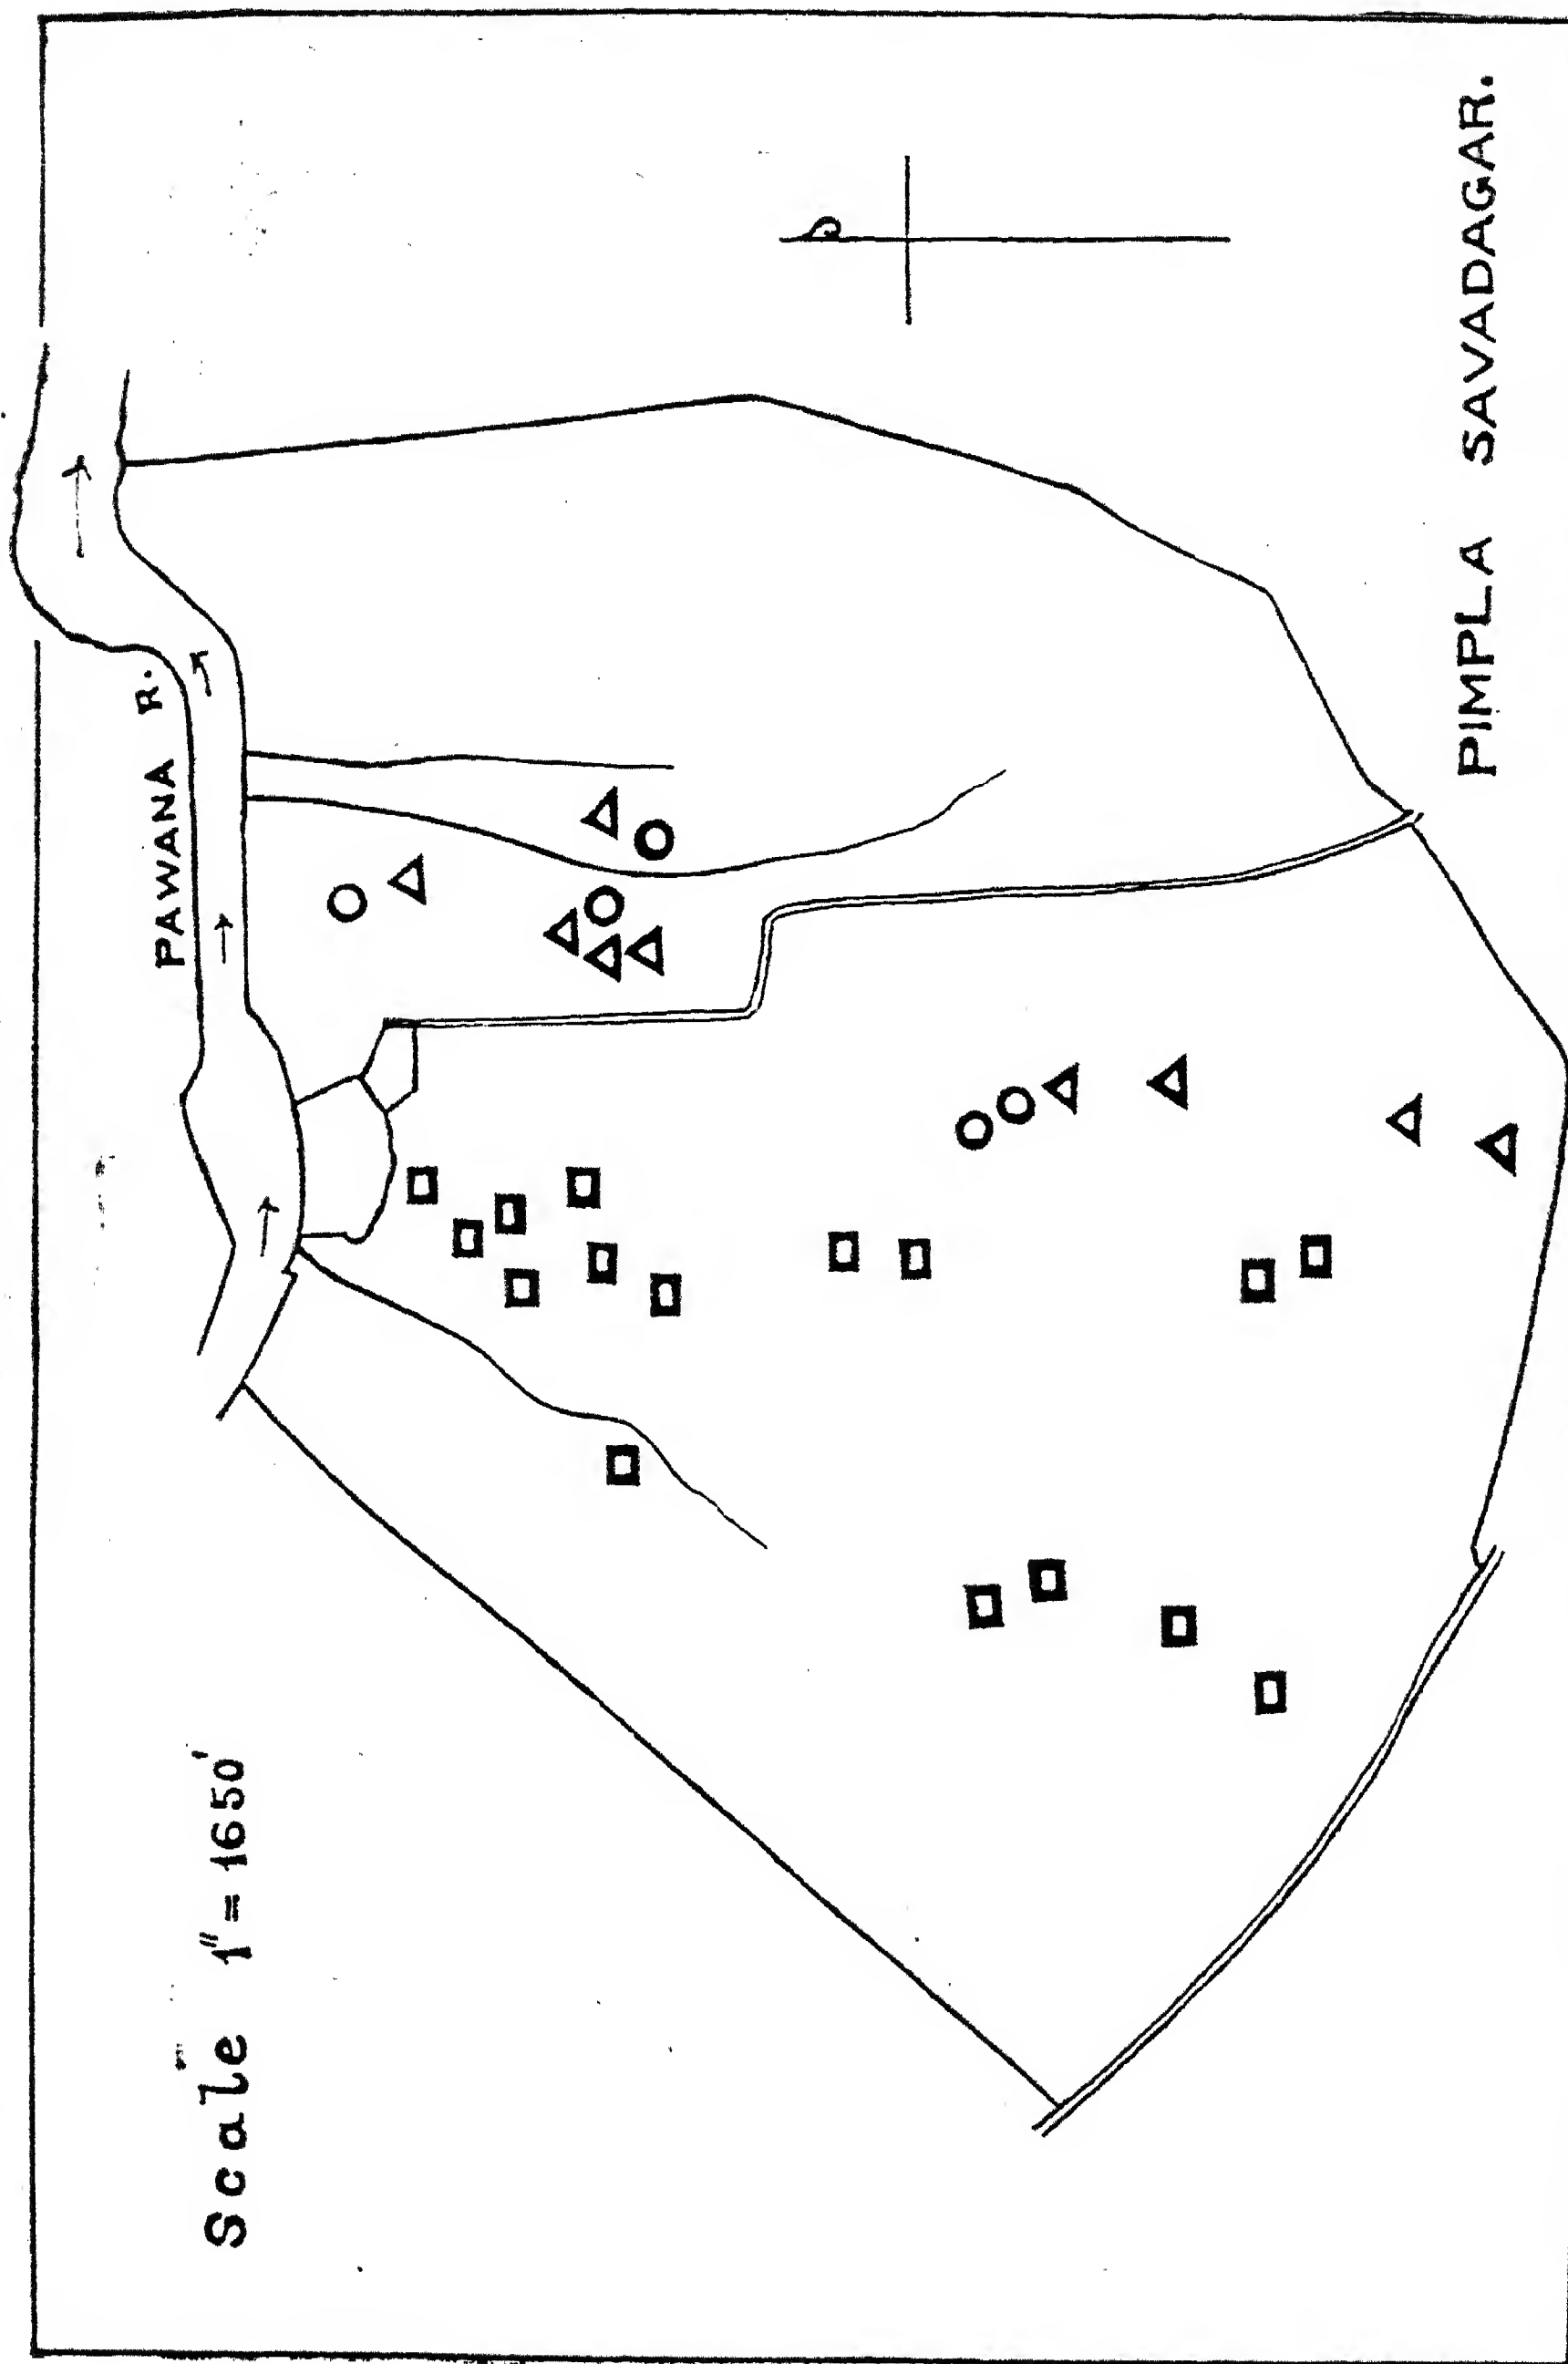 Scale 1" = 1650'
PAWANA R.
PIMPLA SAVADAGAR.